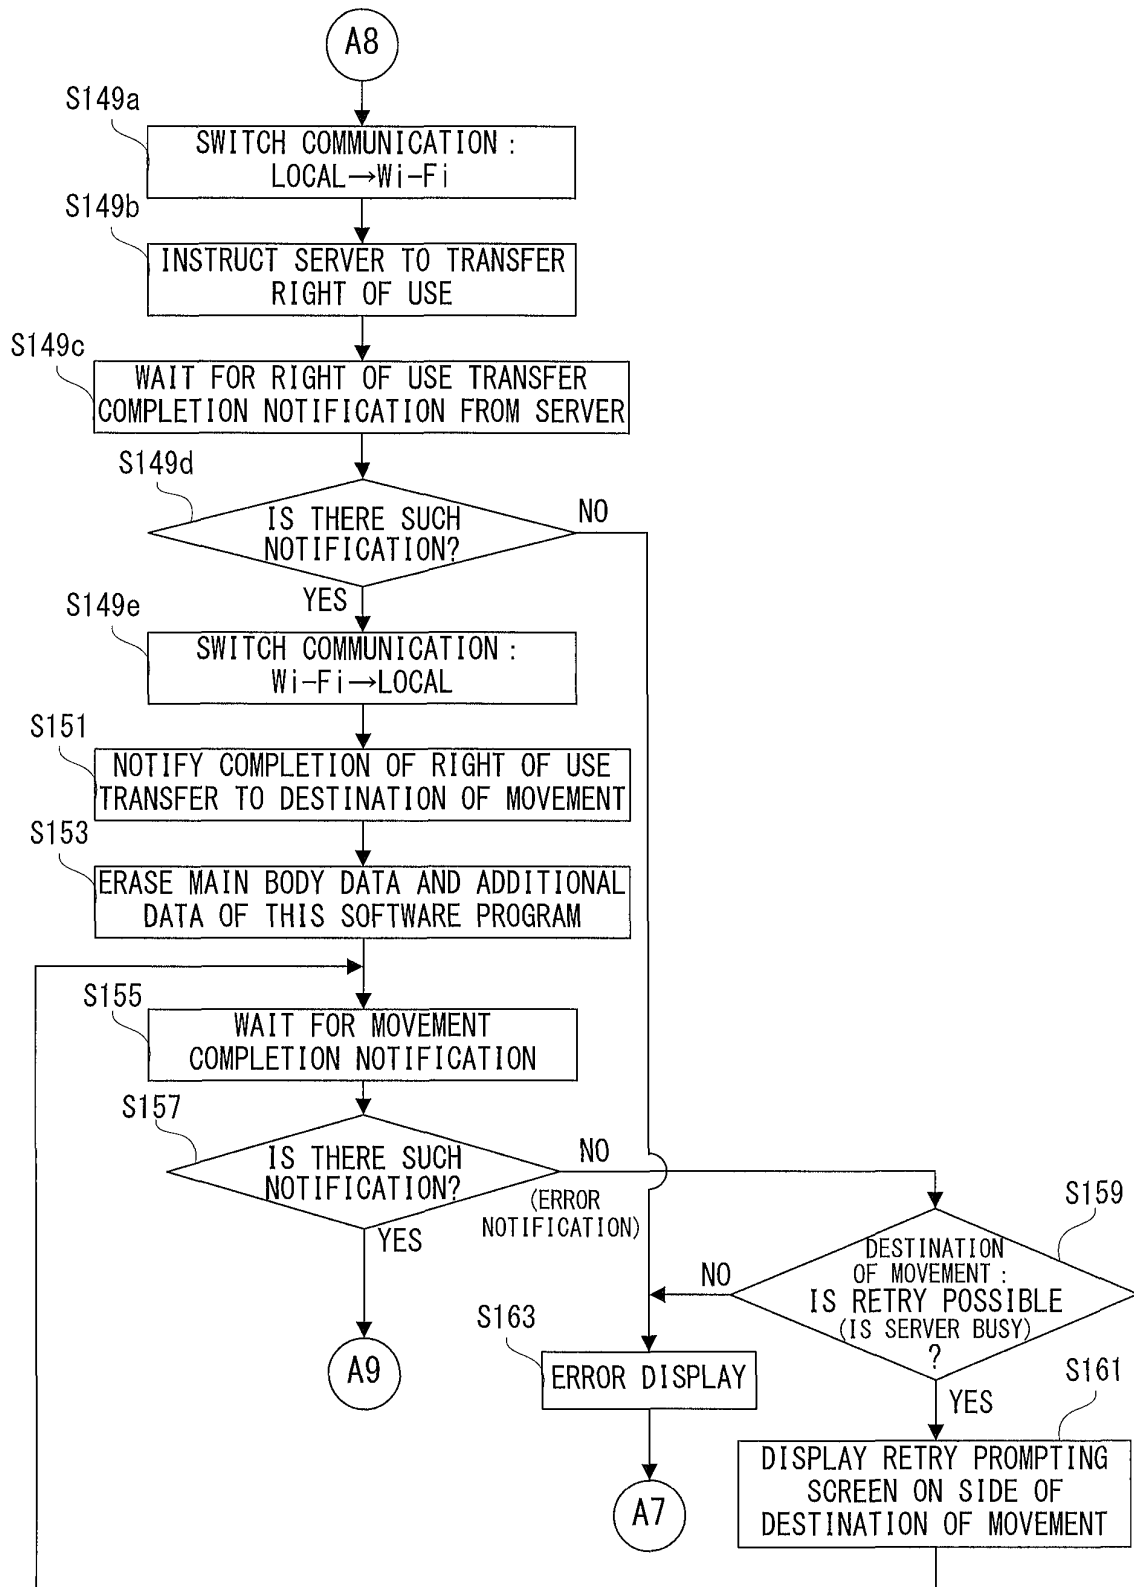 A8
S149a
SWITCH COMMUNICATION:
LOCAL→Wi-Fi
S149b
INSTRUCT SERVER TO TRANSFER
RIGHT OF USE
S149c
WAIT FOR RIGHT OF USE TRANSFER
COMPLETION NOTIFICATION FROM SERVER
S149d
IS THERE SUCH
NOTIFICATION?
NO
YES
S149e
SWITCH COMMUNICATION:
Wi-Fi→LOCAL
S151
NOTIFY COMPLETION OF RIGHT OF USE
TRANSFER TO DESTINATION OF MOVEMENT
S153
ERASE MAIN BODY DATA AND ADDITIONAL
DATA OF THIS SOFTWARE PROGRAM
S155
WAIT FOR MOVEMENT
COMPLETION NOTIFICATION
S157
IS THERE SUCH
NOTIFICATION?
NO
(ERROR
NOTIFICATION)
YES
S159
DESTINATION
OF MOVEMENT:
IS RETRY POSSIBLE
(IS SERVER BUSY)
?
NO
YES
S163
ERROR DISPLAY
A9
S161
DISPLAY RETRY PROMPTING
SCREEN ON SIDE OF
DESTINATION OF MOVEMENT
A7